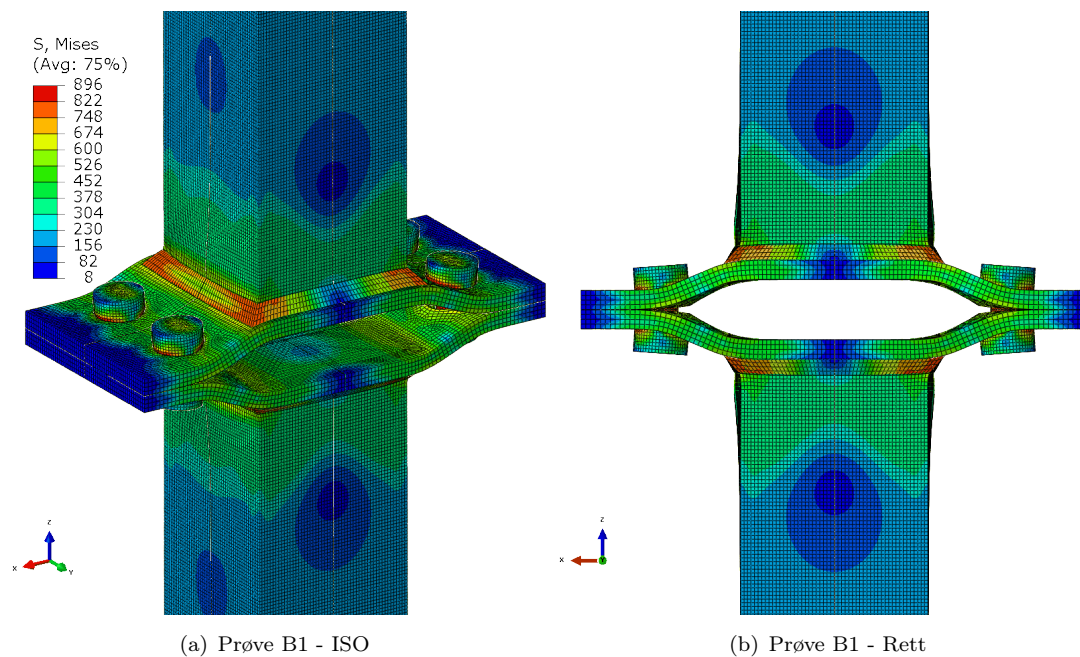 S, Mises
(Avg: 75%)
896
822
748
674
600
526
452
378
304
230
156
82
8
z
x
Y
z
x
Y
(a) Prøve B1 - ISO
(b) Prøve B1 - Rett